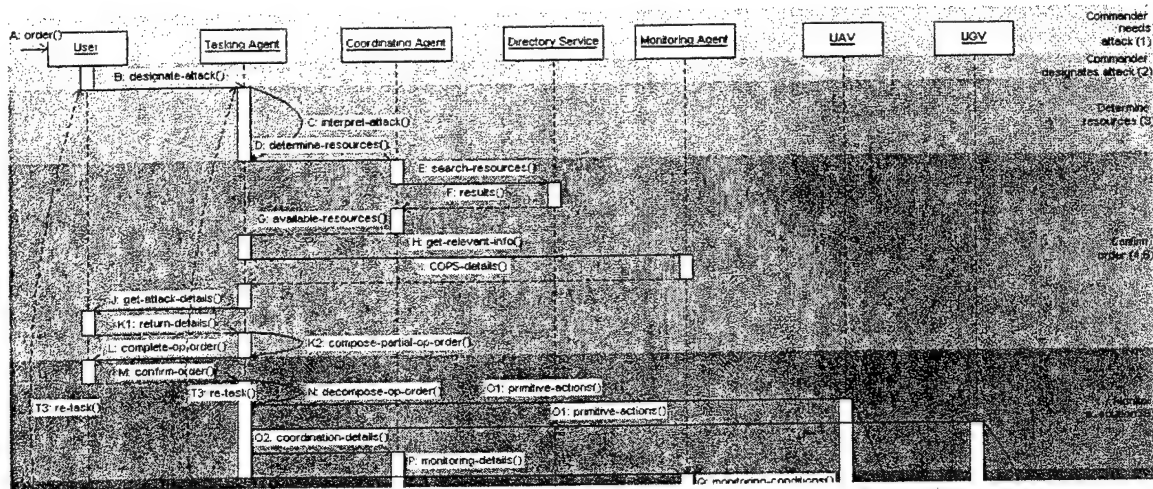 A: order()
User
Tasking Agent
Coordinating Agent
Directory Service
Monitoring Agent
UAV
UGV
Commander
needs
attack (1)
Commander
designates attack (2)
B: designate-attack()
Determine
resources (3)
C: interpret-attack()
D: determine-resources()
E: search-resources()
F: results()
G: available-resources()
H: get-relevant-info()
Confirm
order (4,5)
COPS-details()
J: get-attack-details()
K1: return-details()
K2: compose-partial-op-order()
L: complete-op-order()
M: confirm-order()
T3: re-task()
T3: re-task()
N: decompose-op-order()
O1: primitive-actions()
O1: primitive-actions()
O2: coordination-details()
P: monitoring-details()
Q: monitoring-conditions()